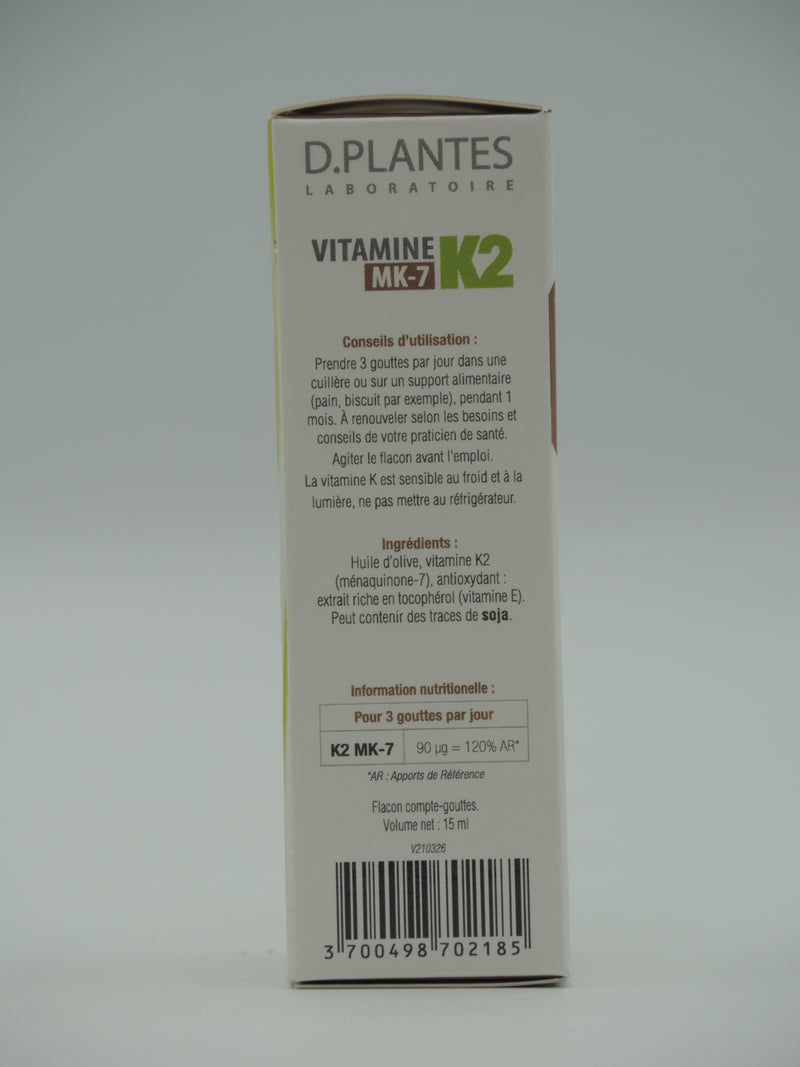 D.PLANTES
LABORATOIRE
VITAMINE K2
MK-7
Conseils d'utilisation :
Prendre 3 gouttes par jour dans une
cuillère ou sur un support alimentaire
(pain, biscuit par exemple), pendant 1
mois. À renouveler selon les besoins et
conseils de votre praticien de santé.
Agiter le flacon avant l'emploi.
La vitamine K est sensible au froid et à la
lumière, ne pas mettre au réfrigérateur.
Ingrédients :
Huile d'olive, vitamine K2
(ménaquinone-7), antioxydant :
extrait riche en tocophérol (vitamine E).
Peut contenir des traces de soja.
Information nutritionelle :
Pour 3 gouttes par jour
K2 MK-7 90 µg = 120% AR*
*AR : Apports de Référence
Flacon compte-gouttes.
Volume net : 15 ml
V210326
3 700498 702185